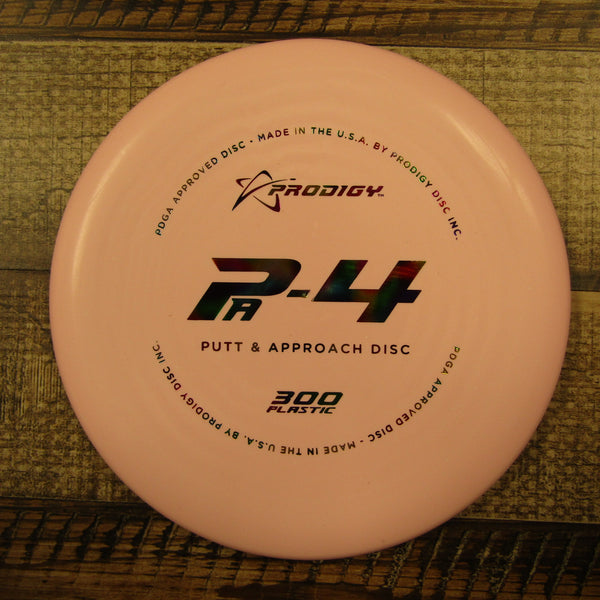 PDGA APPROVED DISC - MADE IN THE U.S.A. BY PRODIGY DISC INC.
PRODIGY™
PA-4
PUTT & APPROACH DISC
300
PLASTIC
PDGA APPROVED DISC - MADE IN THE U.S.A. BY PRODIGY DISC INC.